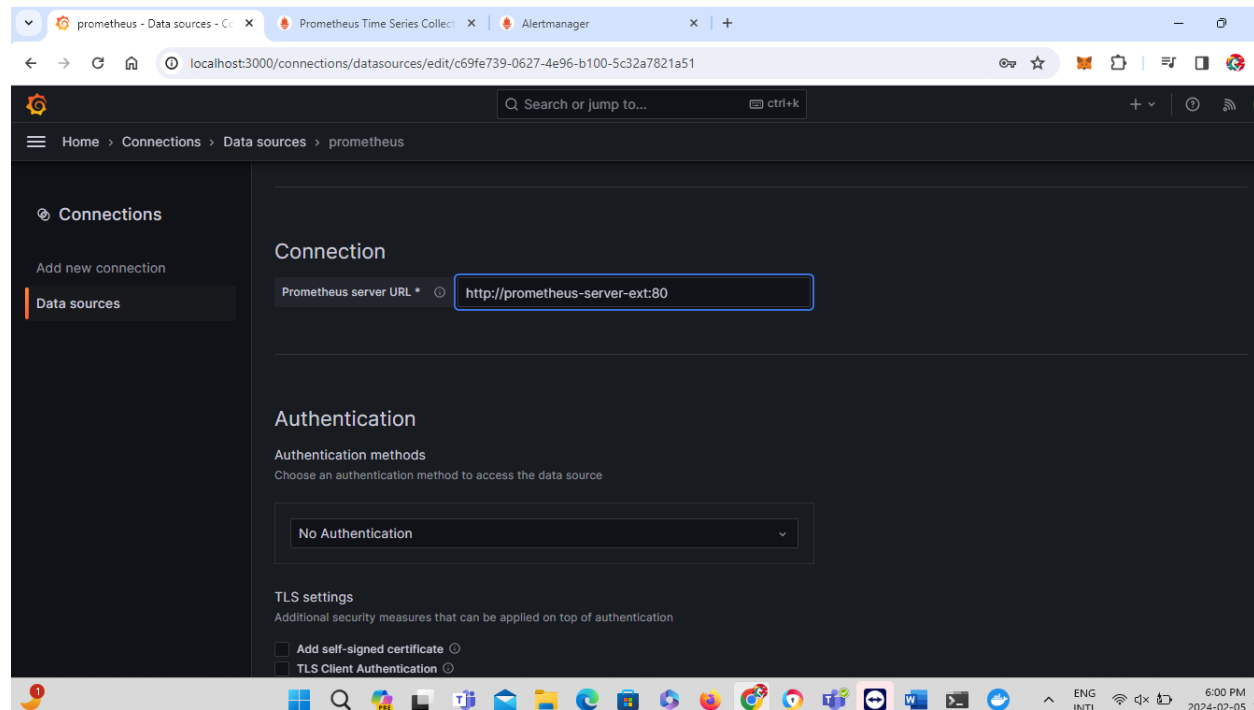 prometheus - Data sources - Co
Prometheus Time Series Collect
Alertmanager
localhost:3000/connections/datasources/edit/c69fe739-0627-4e96-b100-5c32a7821a51
Search or jump to...
ctrl+k
Home › Connections › Data sources › prometheus
Connections
Add new connection
Data sources
Connection
Prometheus server URL *
http://prometheus-server-ext:80
Authentication
Authentication methods
Choose an authentication method to access the data source
No Authentication
TLS settings
Additional security measures that can be applied on top of authentication
Add self-signed certificate
TLS Client Authentication
1
PRE
ENG
INTL
6:00 PM
2024-02-05